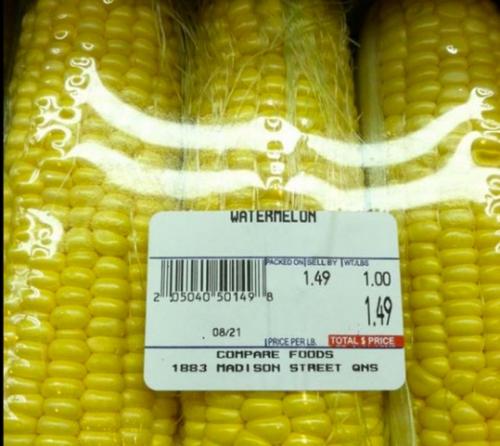 WATERMELON
PACKED ON SELL BY WT/LBS
1.49 1.00
1.49
2 05040 50149 8
08/21
PRICE PER LB. TOTAL $ PRICE
COMPARE FOODS
1883 MADISON STREET QNS